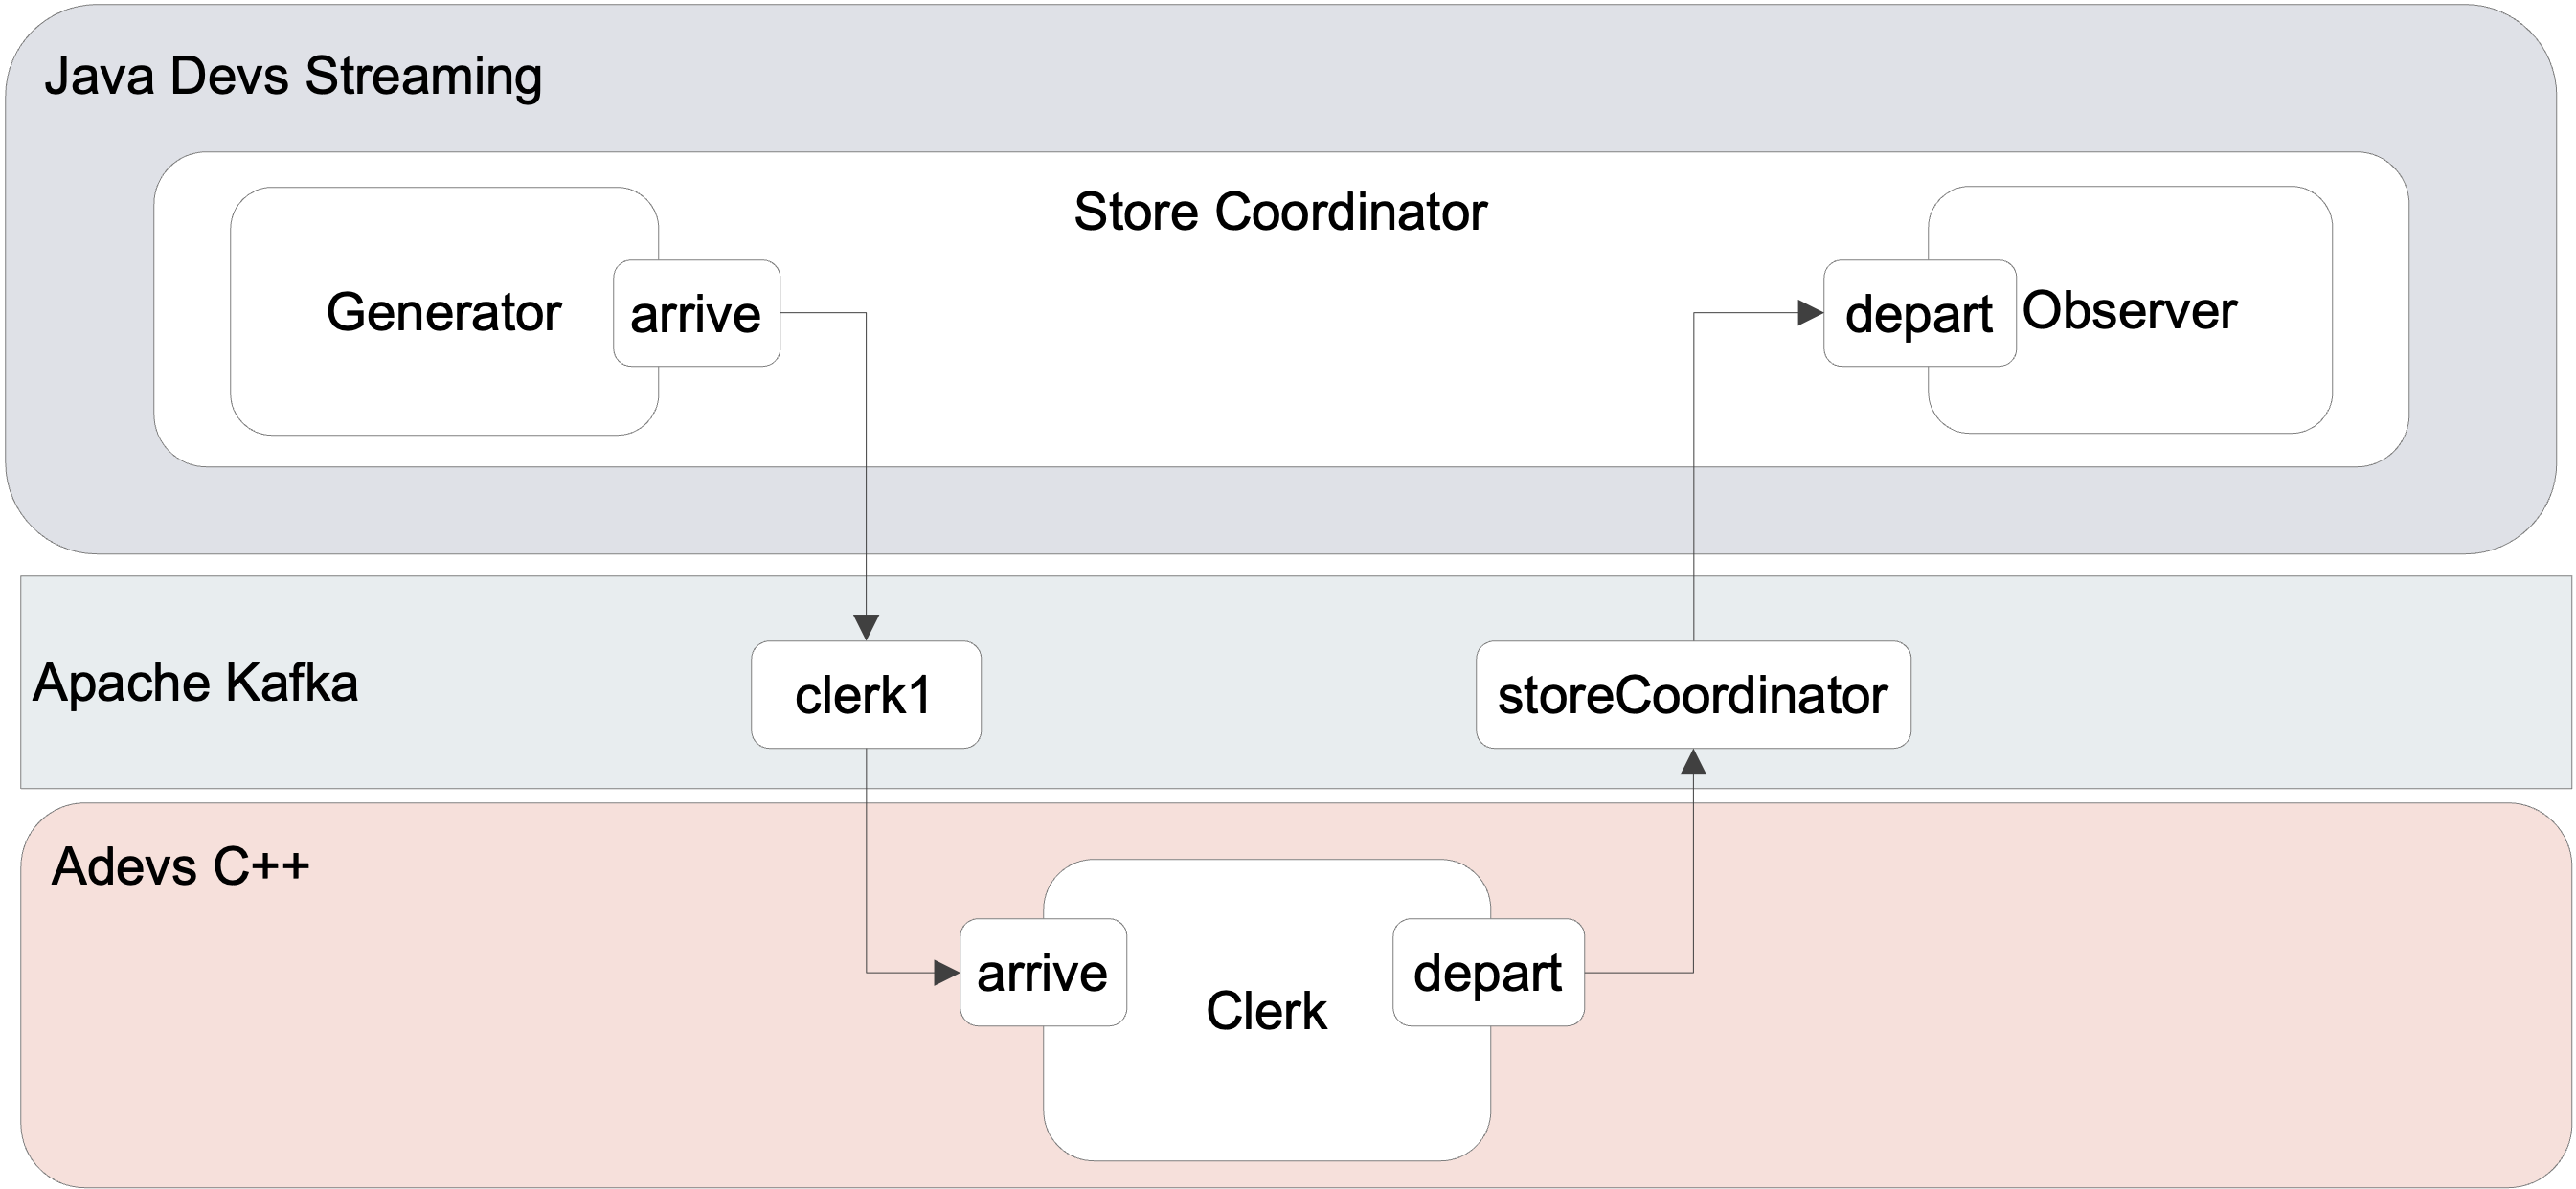 Java Devs Streaming
Store Coordinator
Generator
arrive
depart
Observer
Apache Kafka
clerk1
storeCoordinator
Adevs C++
arrive
Clerk
depart